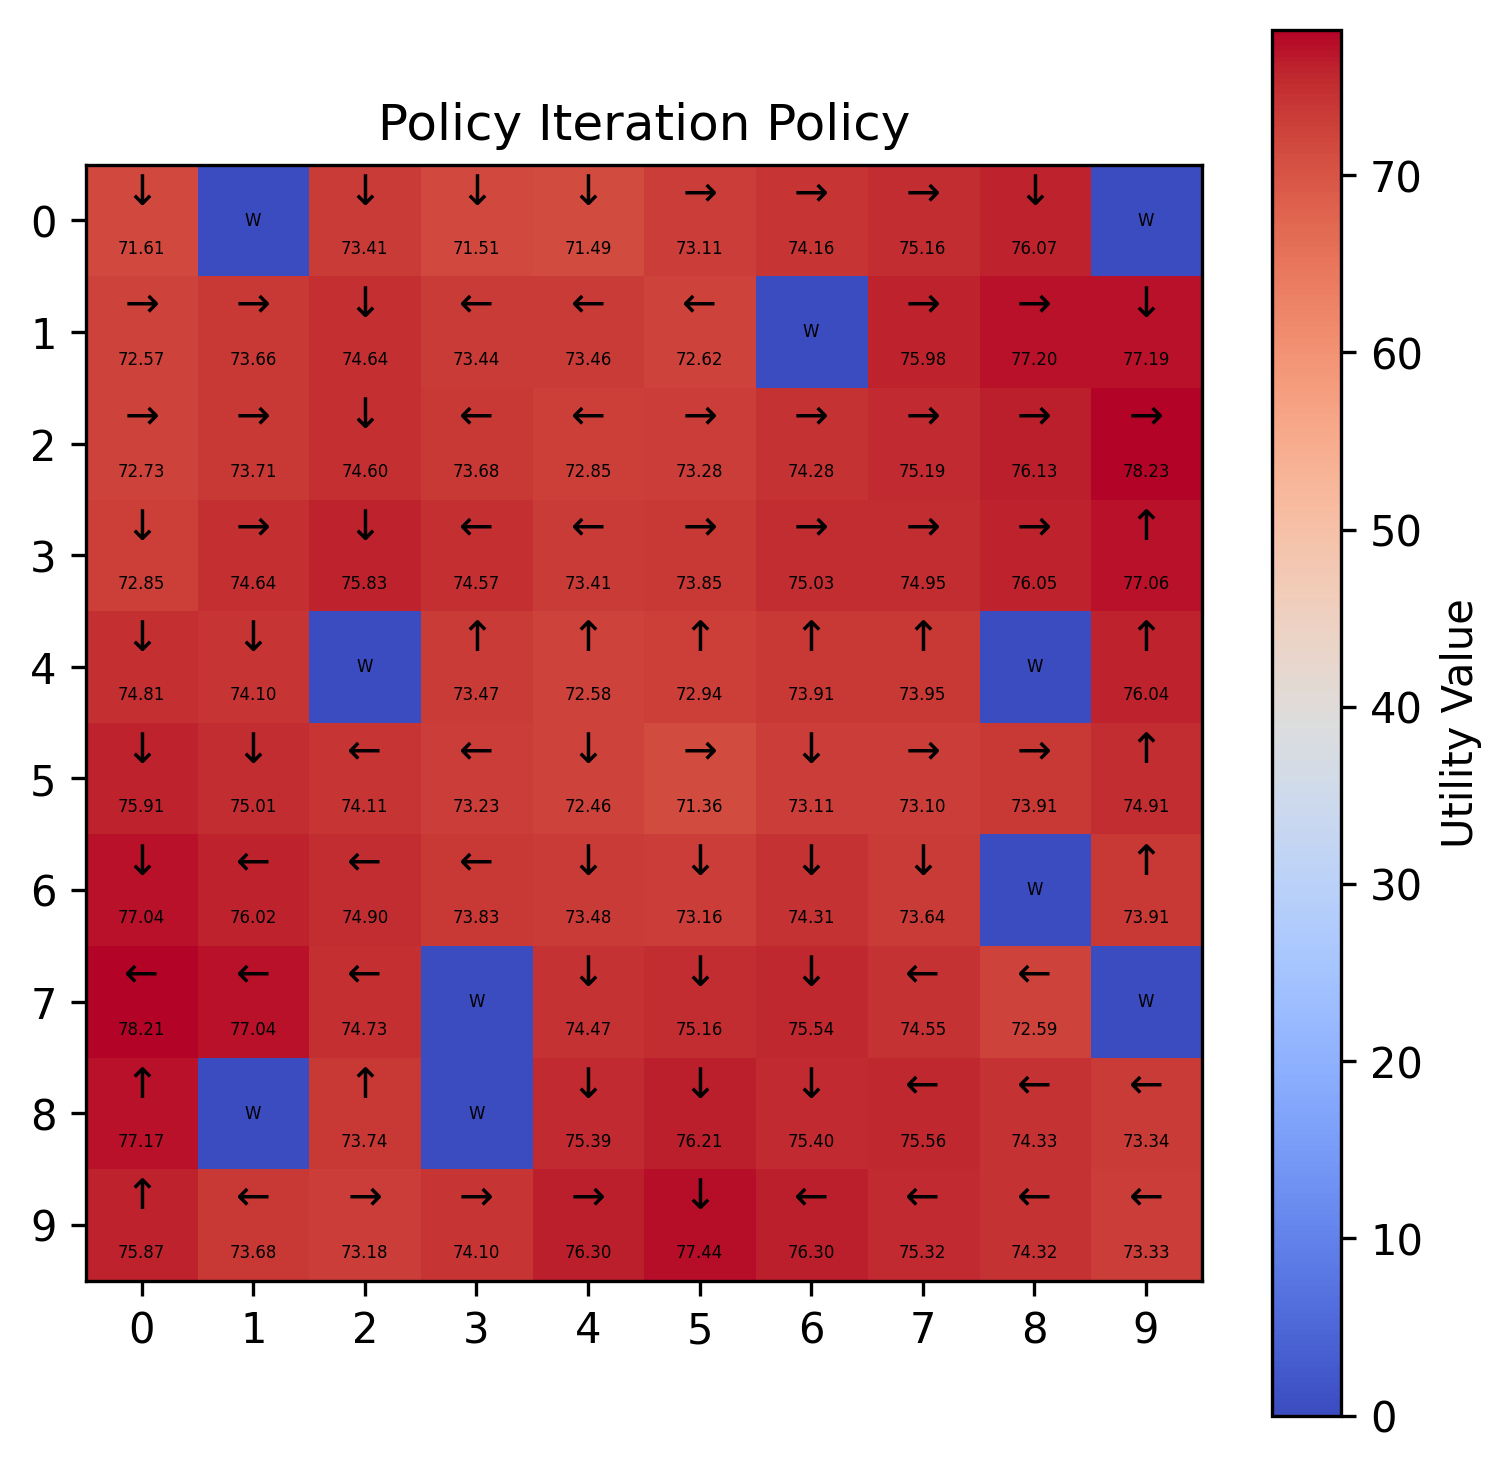 Policy Iteration Policy
0 ↓ W ↓ ↓ ↓ → → → ↓ W
71.61 73.41 71.51 71.49 73.11 74.16 75.16 76.07
1 → → ↓ ← ← ← W → → ↓
72.57 73.66 74.64 73.44 73.46 72.62 75.98 77.20 77.19
2 → → ↓ ← ← → → → → →
72.73 73.71 74.60 73.68 72.85 73.28 74.28 75.19 76.13 78.23
3 ↓ → ↓ ← ← → → → → ↑
72.85 74.64 75.83 74.57 73.41 73.85 75.03 74.95 76.05 77.06
4 ↓ ↓ W ↑ ↑ ↑ ↑ ↑ W ↑
74.81 74.10 73.47 72.58 72.94 73.91 73.95 76.04
5 ↓ ↓ ← ← ↓ → ↓ → → ↑
75.91 75.01 74.11 73.23 72.46 71.36 73.11 73.10 73.91 74.91
6 ↓ ← ← ← ↓ ↓ ↓ ↓ W ↑
77.04 76.02 74.90 73.83 73.48 73.16 74.31 73.64 73.91
7 ← ← ← W ↓ ↓ ↓ ← ← W
78.21 77.04 74.73 74.47 75.16 75.54 74.55 72.59
8 ↑ W ↑ W ↓ ↓ ↓ ← ← ←
77.17 73.74 75.39 76.21 75.40 75.56 74.33 73.34
9 ↑ ← → → → ↓ ← ← ← ←
75.87 73.68 73.18 74.10 76.30 77.44 76.30 75.32 74.32 73.33
0 1 2 3 4 5 6 7 8 9
70
60
50
40
30
20
10
0
Utility Value